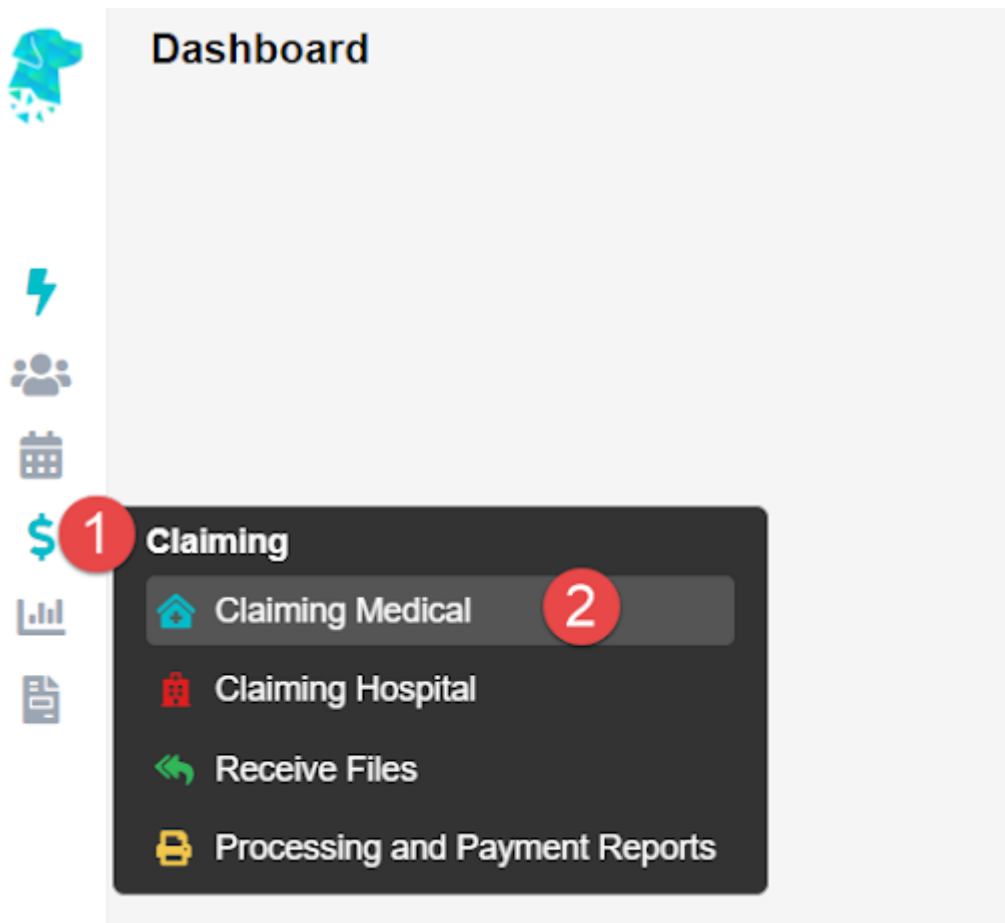 Dashboard
$ 1 Claiming
Claiming Medical 2
Claiming Hospital
Receive Files
Processing and Payment Reports